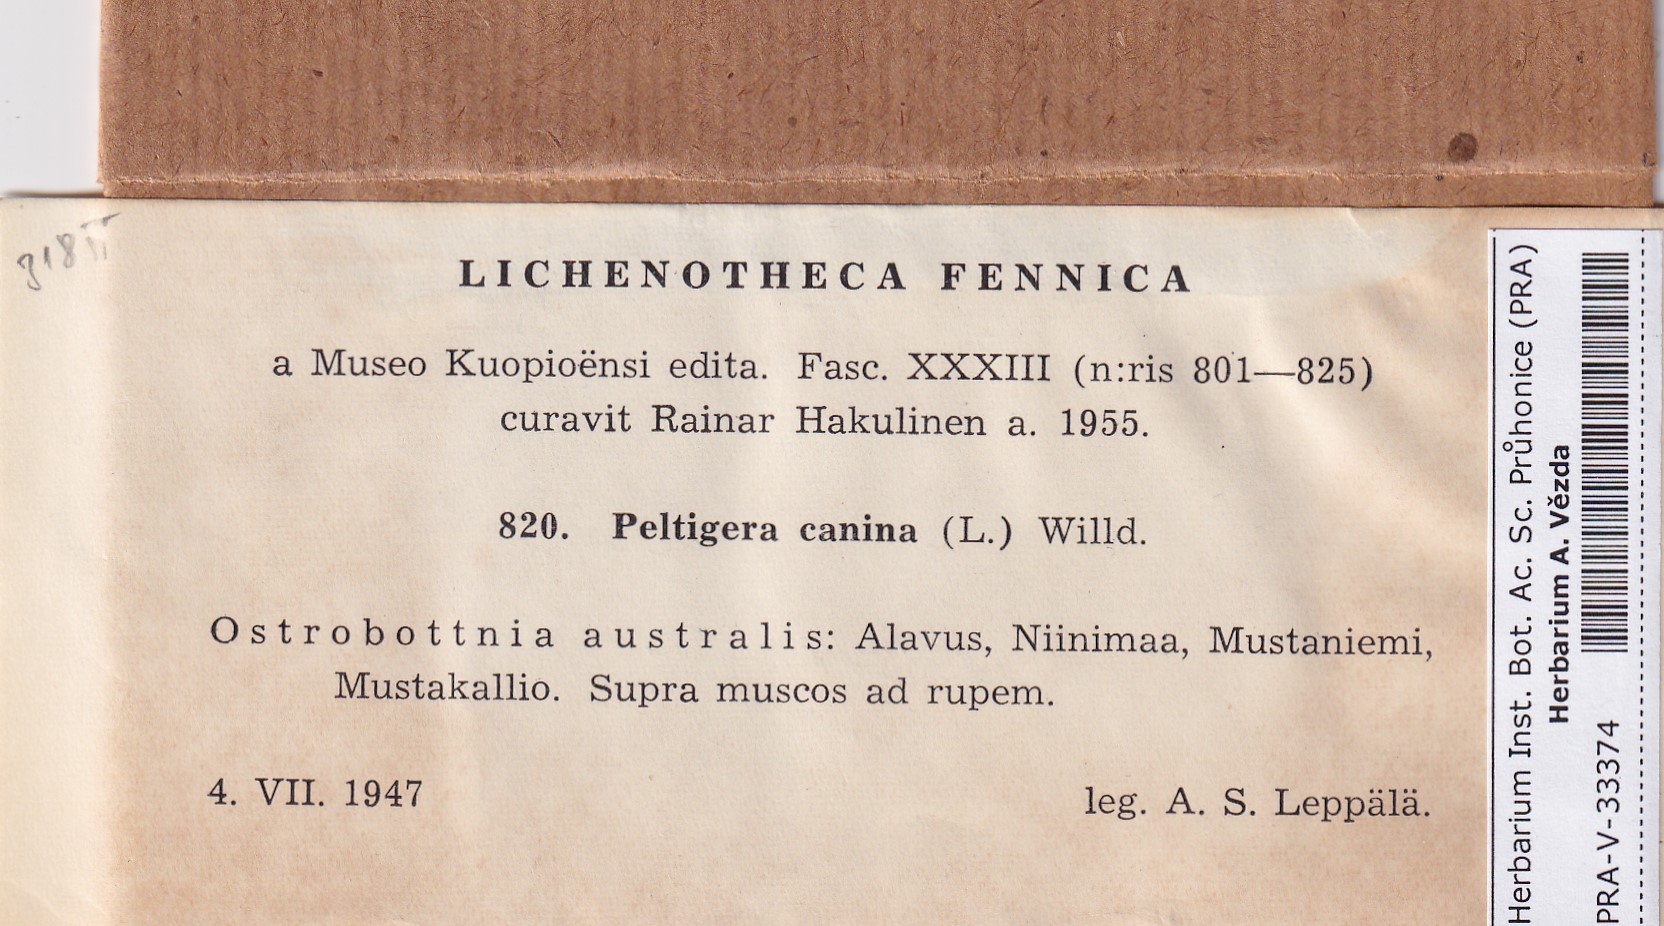 318 II
LICHENOTHECA FENNICA
a Museo Kuopioënsi edita. Fasc. XXXIII (n:ris 801—825)
curavit Rainar Hakulinen a. 1955.
820. Peltigera canina (L.) Willd.
Ostrobottnia australis: Alavus, Niinimaa, Mustaniemi,
Mustakallio. Supra muscos ad rupem.
4. VII. 1947 leg. A. S. Leppälä.
Herbarium Inst. Bot. Ac. Sc. Průhonice (PRA)
Herbarium A. Vězda
PRA-V-33374